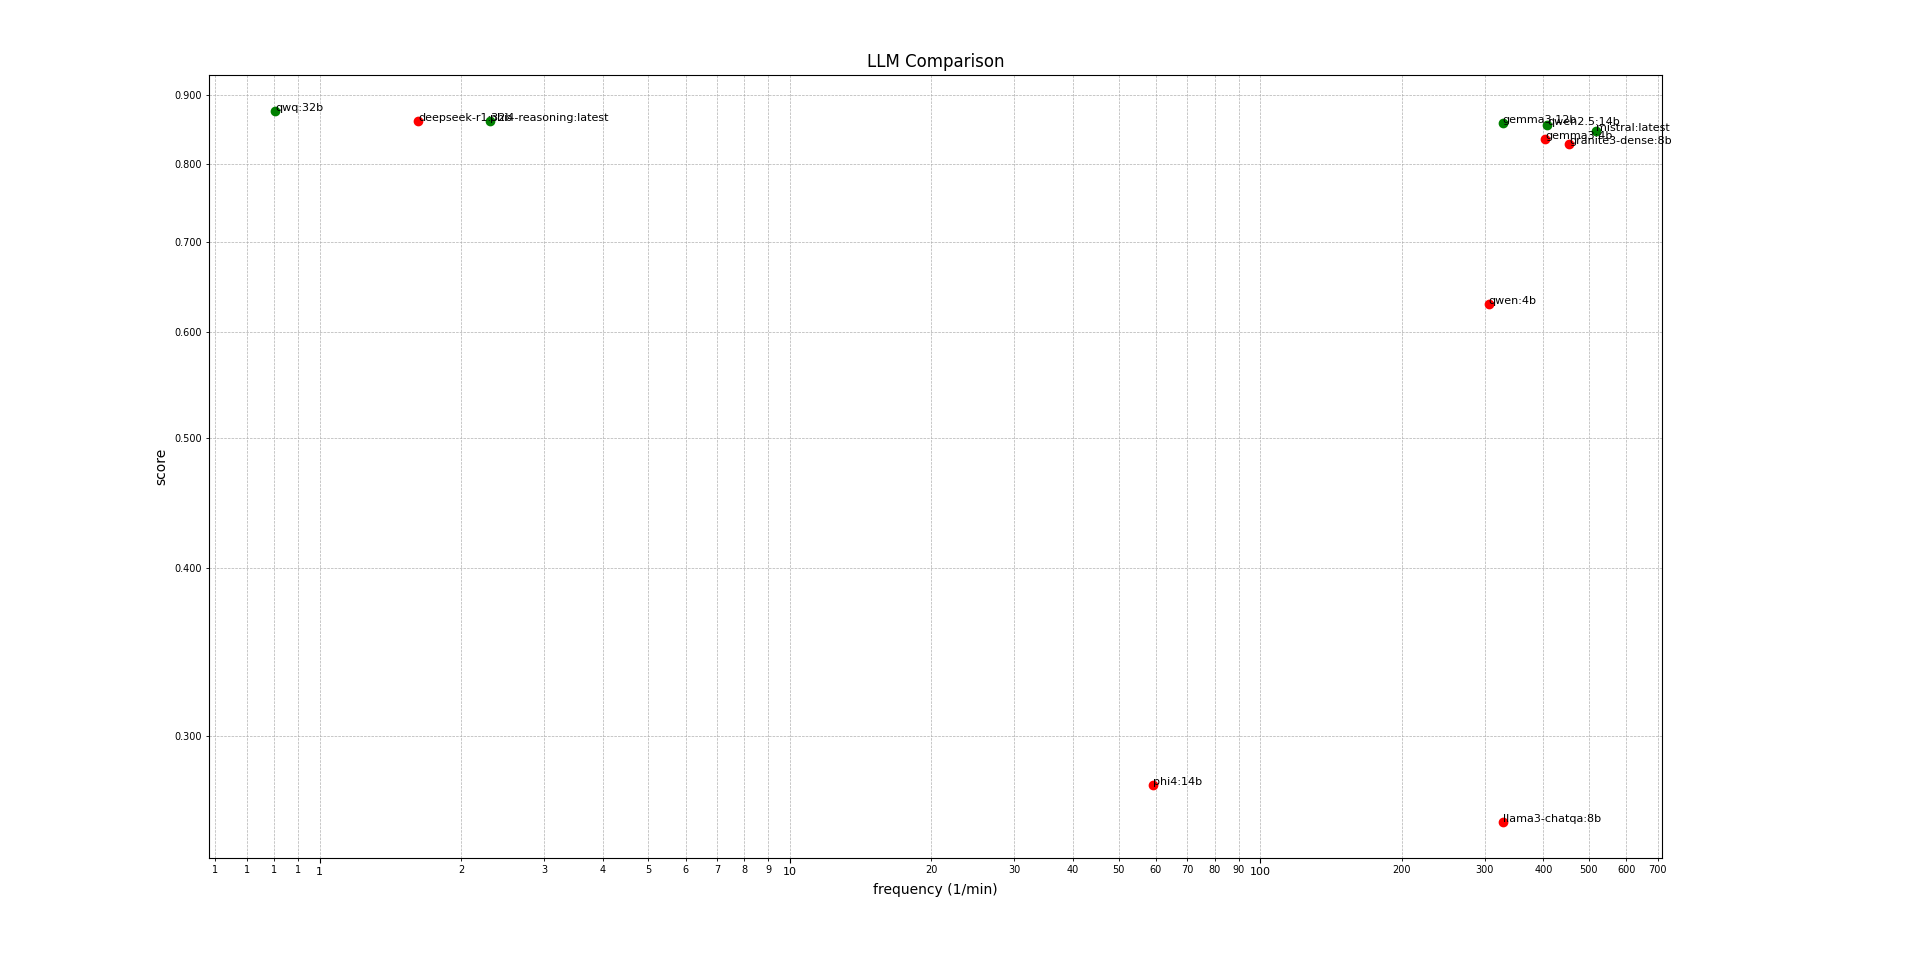 LLM Comparison
0.900
0.800
0.700
0.600
0.500
0.400
0.300
score
qwq:32b
deepseek-r1:32b
phi4-reasoning:latest
gemma3:12b
qwen2.5:14b
mistral:latest
gemma3:4b
granite3-dense:8b
qwen:4b
phi4:14b
llama3-chatqa:8b
1 1 1 1 1 2 3 4 5 6 7 8 9 10 20 30 40 50 60 70 80 90 100 200 300 400 500 600 700
frequency (1/min)